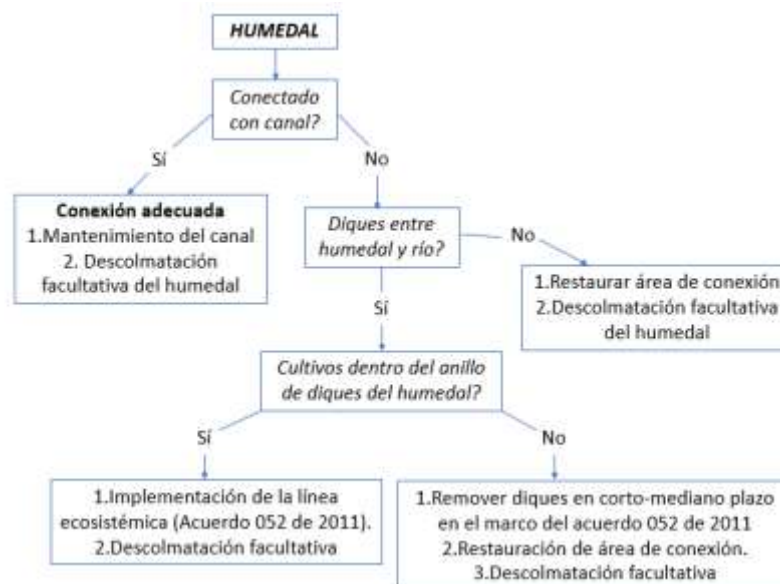 HUMEDAL
Conectado
con canal?
Sí
No
Conexión adecuada
1.Mantenimiento del canal
2. Descolmatación
facultativa del humedal
Diques entre
humedal y río?
No
1.Restaurar área de conexión
2.Descolmatación facultativa
del humedal
Sí
Cultivos dentro del anillo
de diques del humedal?
Sí
No
1.Implementación de la línea
ecosistémica (Acuerdo 052 de 2011).
2.Descolmatación facultativa
1.Remover diques en corto-mediano plazo
en el marco del acuerdo 052 de 2011
2.Restauración de área de conexión.
3.Descolmatación facultativa